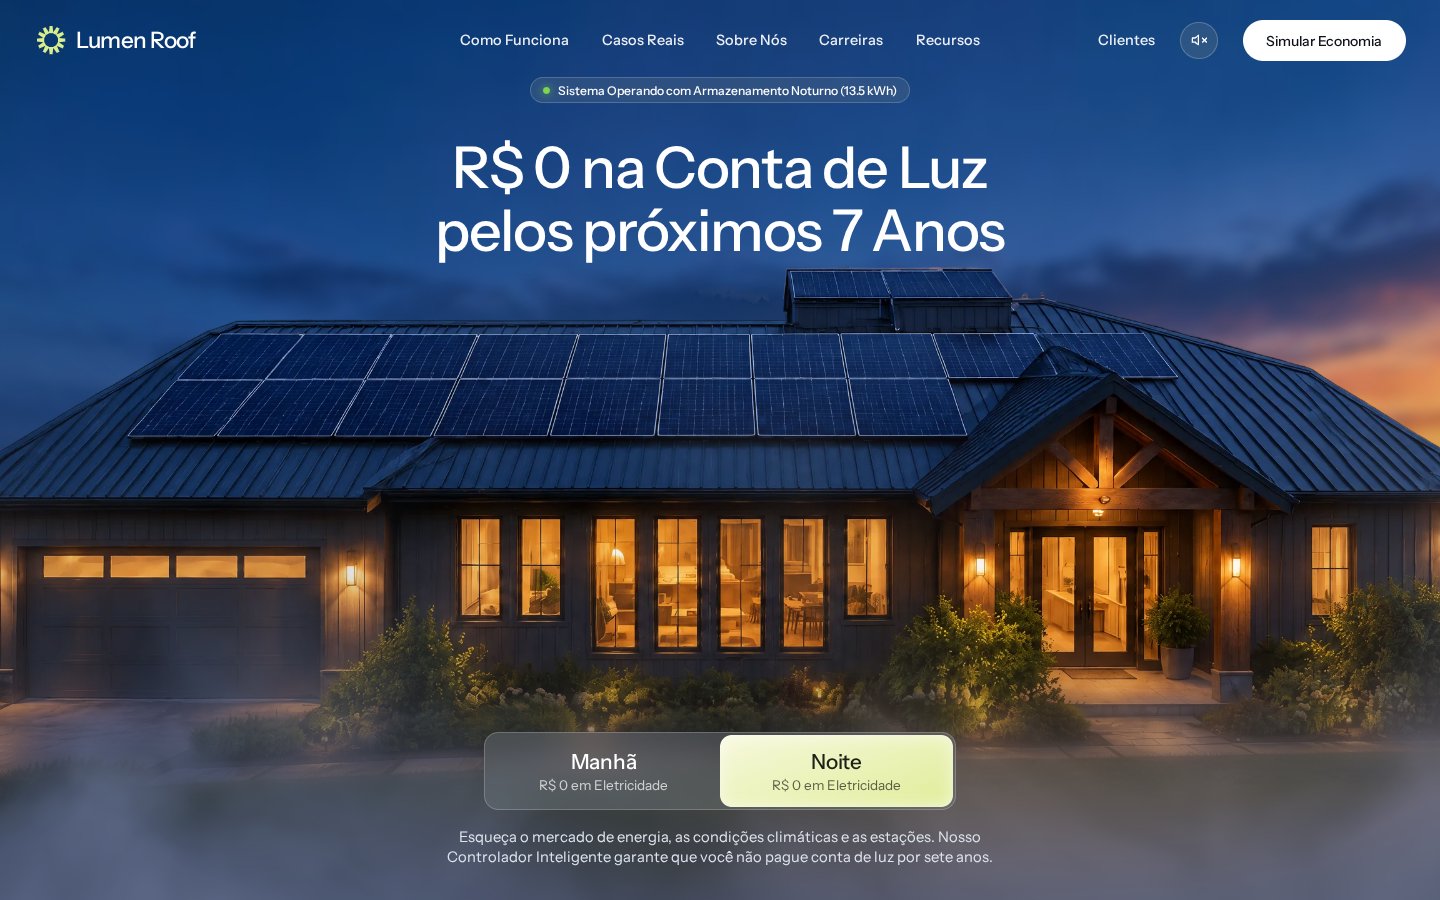 Lumen Roof
Como Funciona
Casos Reais
Sobre Nós
Carreiras
Recursos
Clientes
Simular Economia
Sistema Operando com Armazenamento Noturno (13.5 kWh)
R$ 0 na Conta de Luz
pelos próximos 7 Anos
Manhã
R$ 0 em Eletricidade
Noite
R$ 0 em Eletricidade
Esqueça o mercado de energia, as condições climáticas e as estações. Nosso
Controlador Inteligente garante que você não pague conta de luz por sete anos.